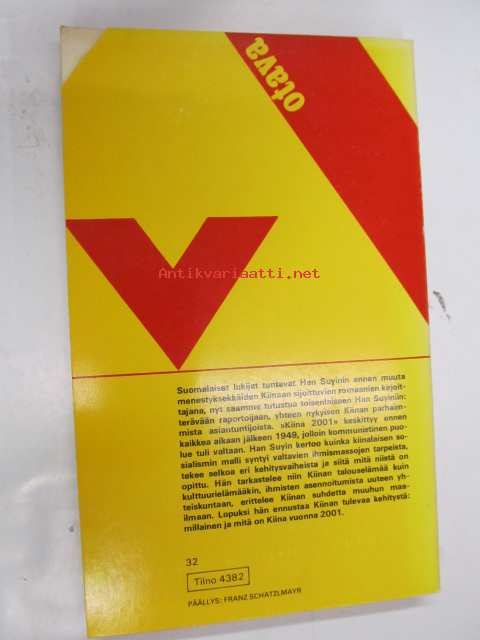 otava
Antikvariaatti.net
Suomalaiset lukijat tuntevat Han Suyinin ennen muuta
menestyksekkäiden Kiinaan sijoittuvien romaanien kirjoit-
tajana, nyt saamme tutustua toisenlaiseen Han Suyiniin:
terävään raportoijaan, yhteen nykyisen Kiinan parhaim-
mista asiantuntijoista. »Kiina 2001» keskittyy ennen
kaikkea aikaan jälkeen 1949, jolloin kommunistinen puo-
lue tuli valtaan. Han Suyin kertoo kuinka kiinalaisen so-
sialismin malli syntyi valtavien ihmismassojen tarpeista,
tekee selkoa eri kehitysvaiheista ja siitä mitä niistä on
opittu. Hän tarkastelee niin Kiinan talouselämää kuin
kulttuurielämääkin, ihmisten asennoitumista uuteen yh-
teiskuntaan, erittelee Kiinan suhdetta muuhun maa-
ilmaan. Lopuksi hän ennustaa Kiinan tulevaa kehitystä:
millainen ja mitä on Kiina vuonna 2001.
32
Tilno 4382
PÄÄLLYS: FRANZ SCHATZLMAYR